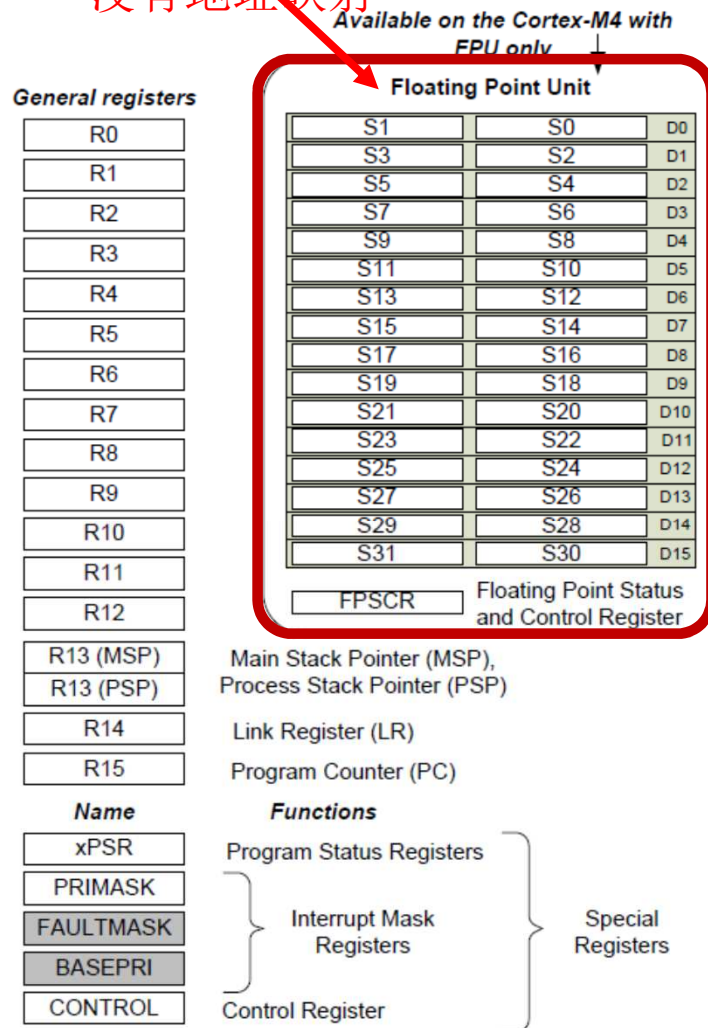 没有地址映射
Available on the Cortex-M4 with
FPU only
Floating Point Unit
General registers
S1 S0 D0
S3 S2 D1
S5 S4 D2
S7 S6 D3
S9 S8 D4
S11 S10 D5
S13 S12 D6
S15 S14 D7
S17 S16 D8
S19 S18 D9
S21 S20 D10
S23 S22 D11
S25 S24 D12
S27 S26 D13
S29 S28 D14
S31 S30 D15
FPSCR
Floating Point Status
and Control Register
R0
R1
R2
R3
R4
R5
R6
R7
R8
R9
R10
R11
R12
R13 (MSP)
R13 (PSP)
Main Stack Pointer (MSP),
Process Stack Pointer (PSP)
R14 Link Register (LR)
R15 Program Counter (PC)
Name Functions
xPSR Program Status Registers
PRIMASK
FAULTMASK
BASEPRI
Interrupt Mask
Registers
Special
Registers
CONTROL Control Register